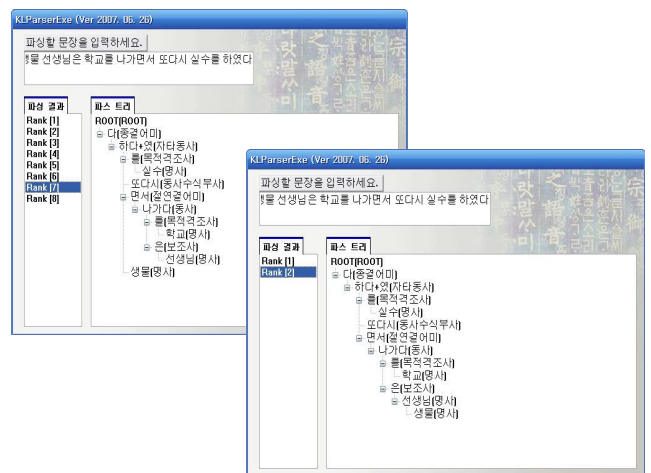 KLParserExe (Ver 2007. 06. 26)
파싱할 문장을 입력하세요.
생물 선생님은 학교를 나가면서 또다시 실수를 하였다
파싱 결과
파스 트리
Rank [1]
Rank [2]
Rank [3]
Rank [4]
Rank [5]
Rank [6]
Rank [7]
Rank [8]
ROOT[ROOT]
다[종결어미]
하다+였[자타동사]
를[목적격조사]
실수[명사]
또다시[동사수식부사]
면서[절연결어미]
나가다[동사]
를[목적격조사]
학교[명사]
은[보조사]
선생님[명사]
생물[명사]
KLParserExe (Ver 2007. 06. 26)
파싱할 문장을 입력하세요.
생물 선생님은 학교를 나가면서 또다시 실수를 하였다
파싱 결과
파스 트리
Rank [1]
Rank [2]
ROOT[ROOT]
다[종결어미]
하다+였[자타동사]
를[목적격조사]
실수[명사]
또다시[동사수식부사]
면서[절연결어미]
나가다[동사]
를[목적격조사]
학교[명사]
은[보조사]
선생님[명사]
생물[명사]